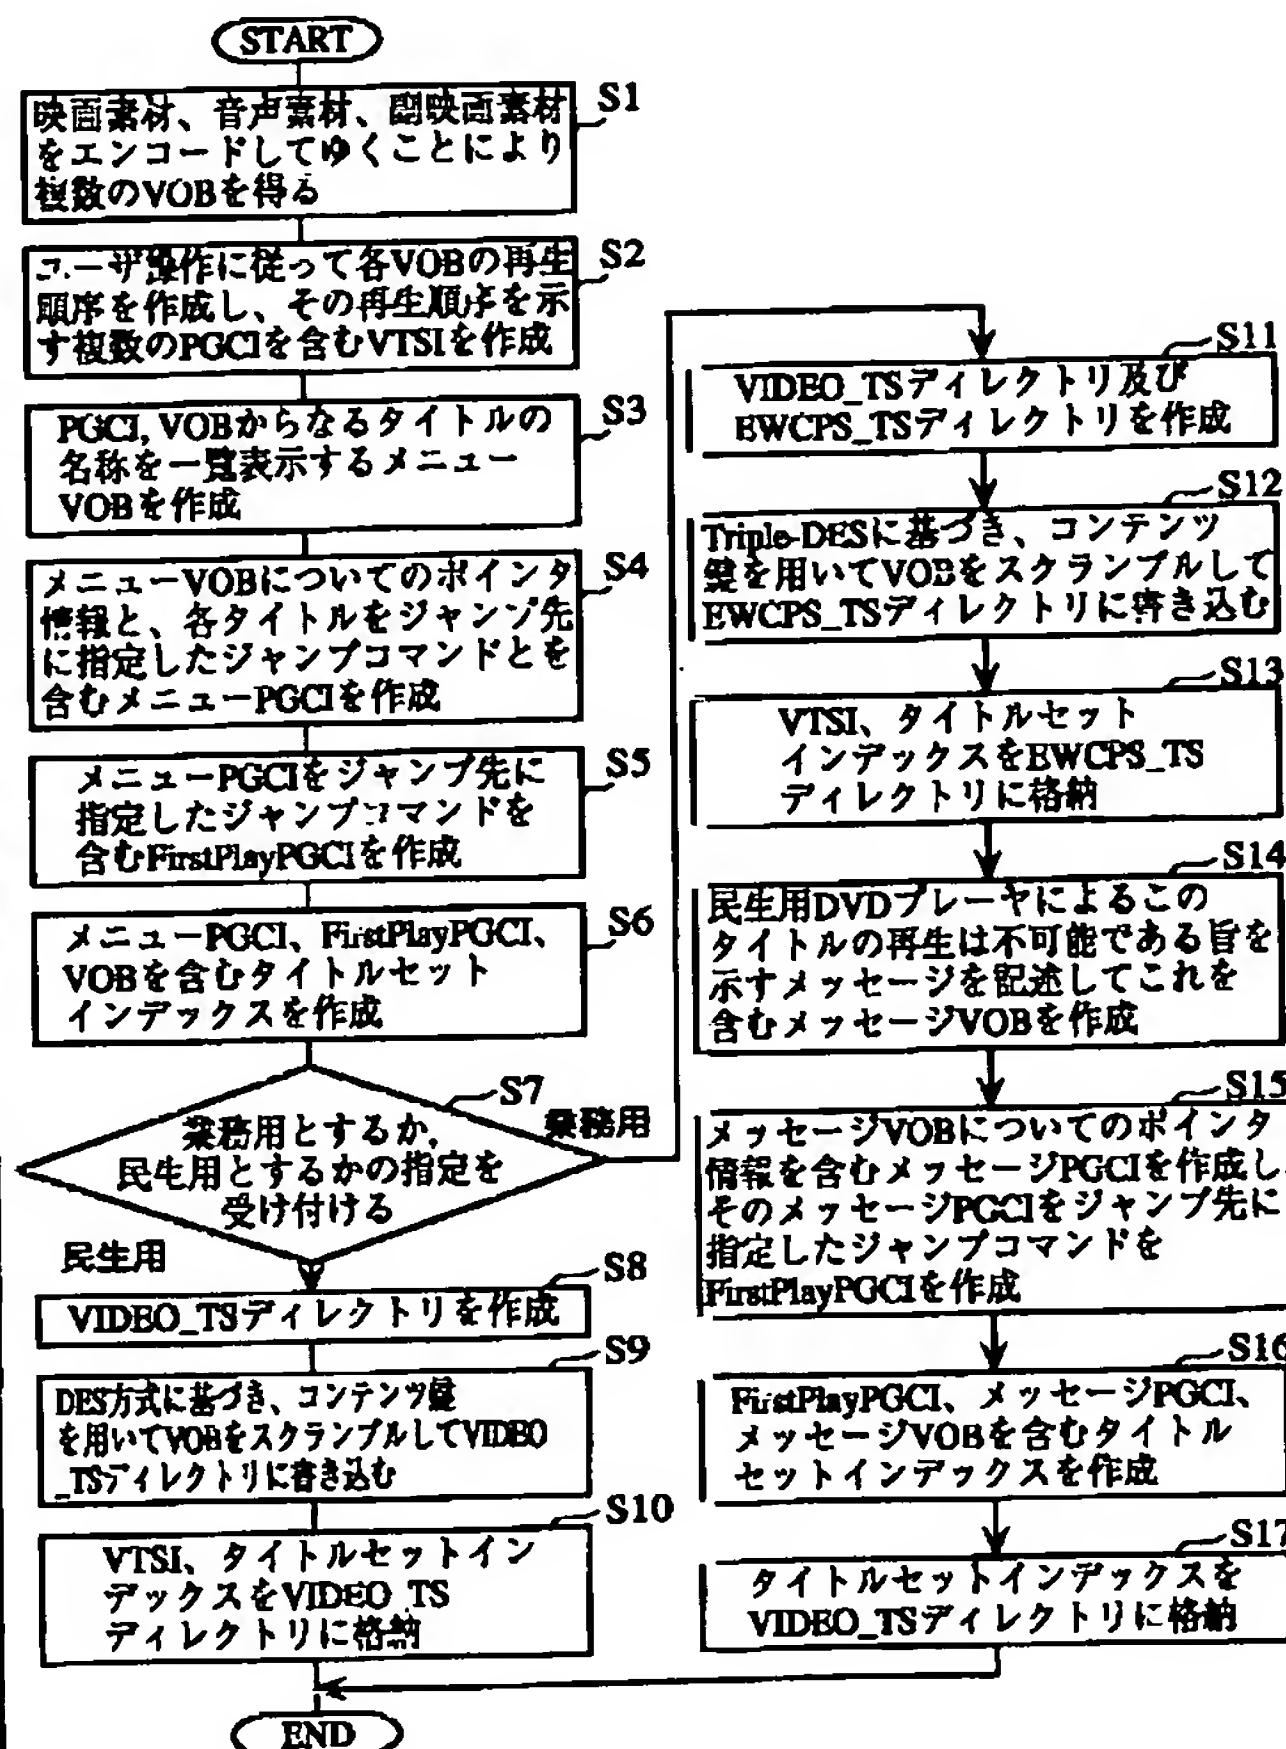 START
S1
映画素材、音声素材、副映画素材
をエンコードしてゆくことにより
複数のVOBを得る
S2
ユーザ操作に従って各VOBの再生
順序を作成し、その再生順序を示
す複数のPGCIを含むVTSIを作成
S3
PGCI, VOBからなるタイトルの
名称を一覧表示するメニュー
VOBを作成
S4
メニューVOBについてのポインタ
情報と、各タイトルをジャンプ先
に指定したジャンプコマンドとを
含むメニューPGCIを作成
S5
メニューPGCIをジャンプ先に
指定したジャンプコマンドを
含むFirstPlayPGCIを作成
S6
メニューPGCI、FirstPlayPGCI、
VOBを含むタイトルセット
インデックスを作成
S7
業務用とするか,
民生用とするかの指定を
受け付ける
業務用
民生用
S8
VIDEO_TSディレクトリを作成
S9
DES方式に基づき、コンテンツ鍵
を用いてVOBをスクランブルしてVIDEO
_TSディレクトリに書き込む
S10
VTSI、タイトルセットイン
デックスをVIDEO_TS
ディレクトリに格納
END
S11
VIDEO_TSディレクトリ及び
EWCPS_TSディレクトリを作成
S12
Triple-DESに基づき、コンテンツ
鍵を用いてVOBをスクランブルして
EWCPS_TSディレクトリに書き込む
S13
VTSI、タイトルセット
インデックスをEWCPS_TS
ディレクトリに格納
S14
民生用DVDプレーヤによるこの
タイトルの再生は不可能である旨を
示すメッセージを記述してこれを
含むメッセージVOBを作成
S15
メッセージVOBについてのポインタ
情報を含むメッセージPGCIを作成し、
そのメッセージPGCIをジャンプ先に
指定したジャンプコマンドを
FirstPlayPGCIを作成
S16
FirstPlayPGCI、メッセージPGCI、
メッセージVOBを含むタイトル
セットインデックスを作成
S17
タイトルセットインデックスを
VIDEO_TSディレクトリに格納